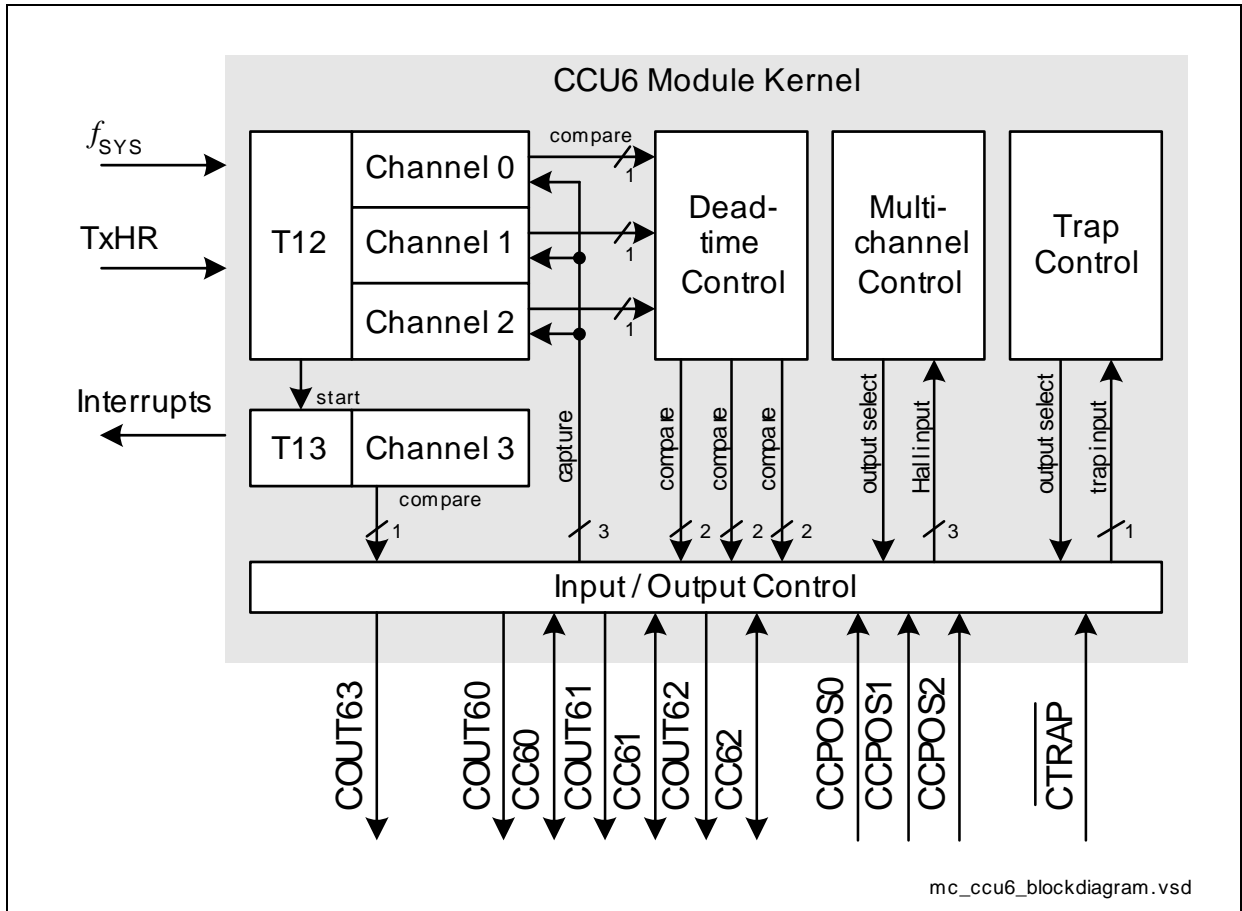 CCU6 Module Kernel
fSYS
TxHR
Interrupts
T12
Channel 0
Channel 1
Channel 2
compare
1
1
1
Dead-
time
Control
Multi-
channel
Control
Trap
Control
start
T13
Channel 3
compare
1
capture
3
compare
2
compare
2
compare
2
output select
Hall input
3
output select
trap input
1
Input / Output Control
COUT63
COUT60
CC60
COUT61
CC61
COUT62
CC62
CCPOS0
CCPOS1
CCPOS2
CTRAP
mc_ccu6_blockdiagram.vsd